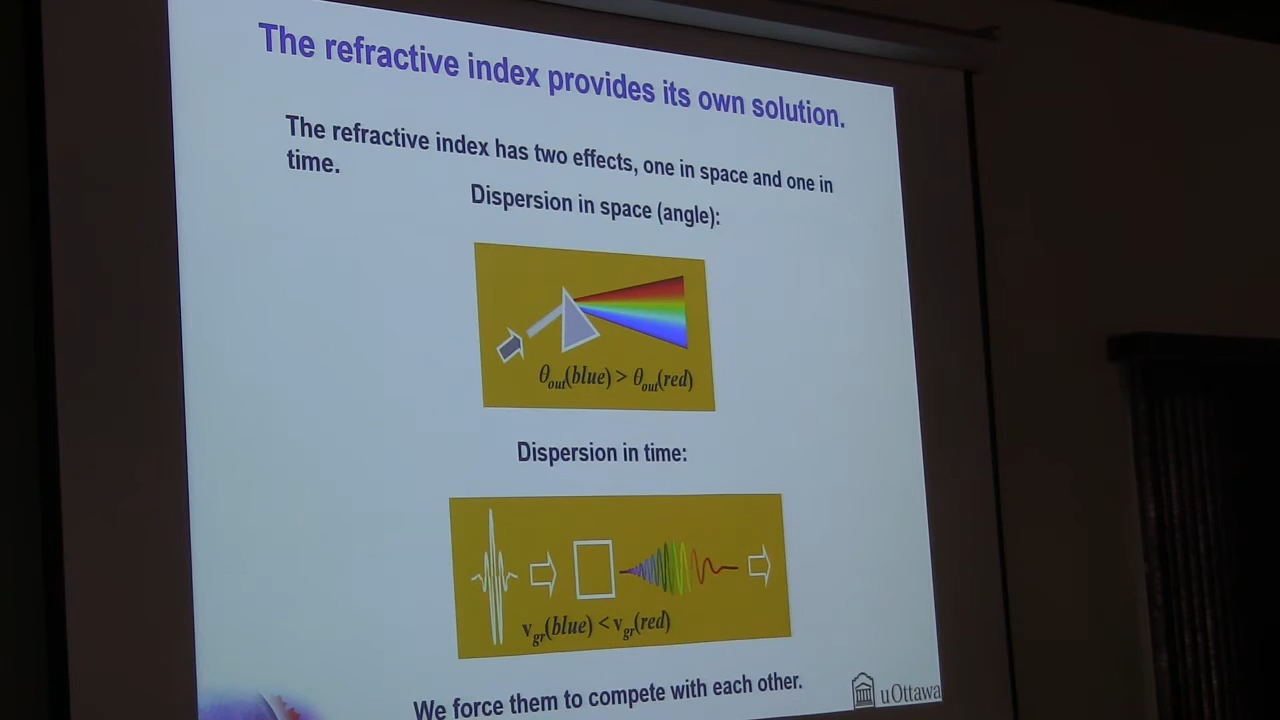 The refractive index provides its own solution.
The refractive index has two effects, one in space and one in
time.
Dispersion in space (angle):
θout(blue) > θout(red)
Dispersion in time:
vgr(blue) < vgr(red)
We force them to compete with each other.
uOttawa